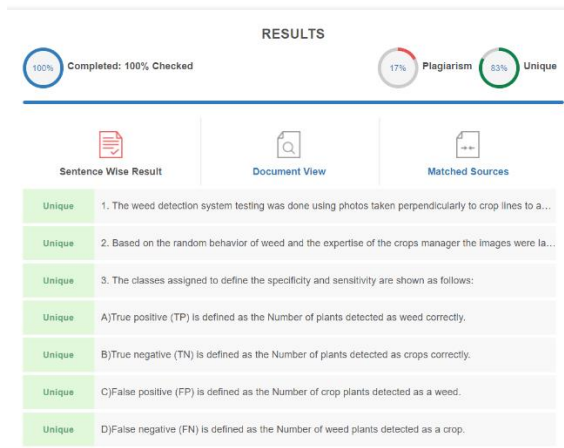 RESULTS
100% Completed: 100% Checked 17% Plagiarism 83% Unique
Sentence Wise Result Document View Matched Sources
Unique 1. The weed detection system testing was done using photos taken perpendicularly to crop lines to a...
Unique 2. Based on the random behavior of weed and the expertise of the crops manager the images were la...
Unique 3. The classes assigned to define the specificity and sensitivity are shown as follows:
Unique A)True positive (TP) is defined as the Number of plants detected as weed correctly.
Unique B)True negative (TN) is defined as the Number of plants detected as crops correctly.
Unique C)False positive (FP) is defined as the Number of crop plants detected as a weed.
Unique D)False negative (FN) is defined as the Number of weed plants detected as a crop.